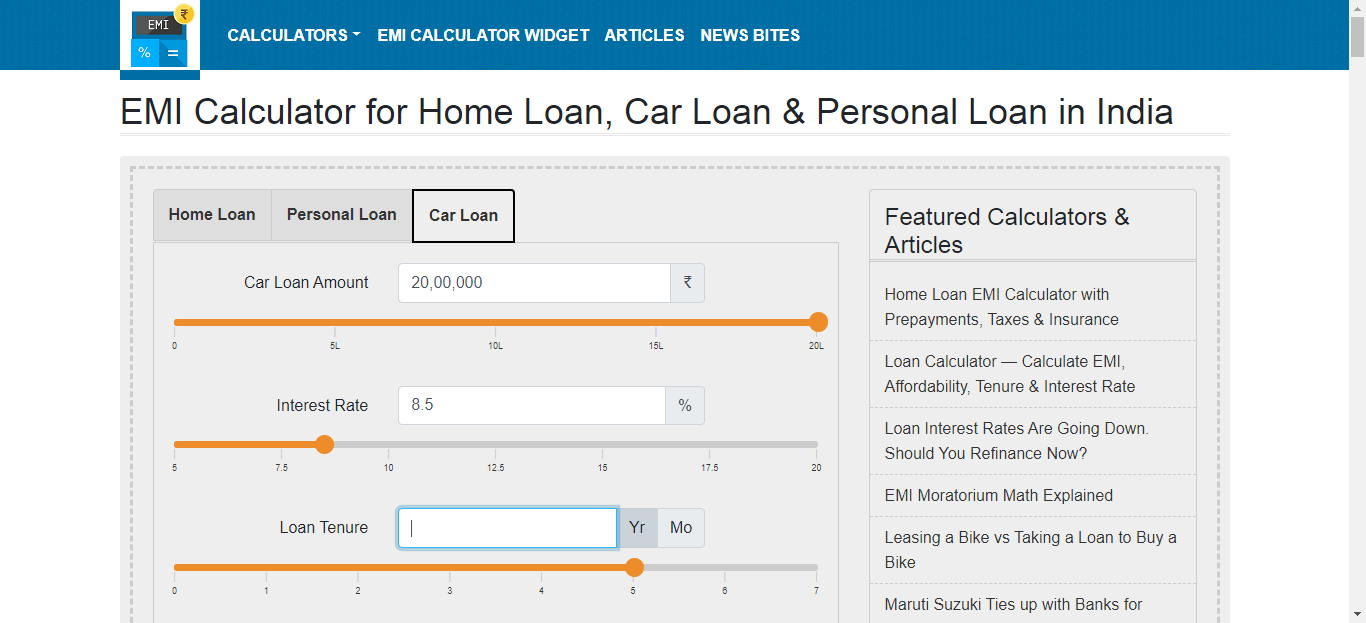 EMI ₹
% =
CALCULATORS EMI CALCULATOR WIDGET ARTICLES NEWS BITES
EMI Calculator for Home Loan, Car Loan & Personal Loan in India
Home Loan Personal Loan Car Loan
Car Loan Amount 20,00,000 ₹
0 5L 10L 15L 20L
Interest Rate 8.5 %
5 7.5 10 12.5 15 17.5 20
Loan Tenure Yr Mo
0 1 2 3 4 5 6 7
Featured Calculators &
Articles
Home Loan EMI Calculator with
Prepayments, Taxes & Insurance
Loan Calculator — Calculate EMI,
Affordability, Tenure & Interest Rate
Loan Interest Rates Are Going Down.
Should You Refinance Now?
EMI Moratorium Math Explained
Leasing a Bike vs Taking a Loan to Buy a
Bike
Maruti Suzuki Ties up with Banks for